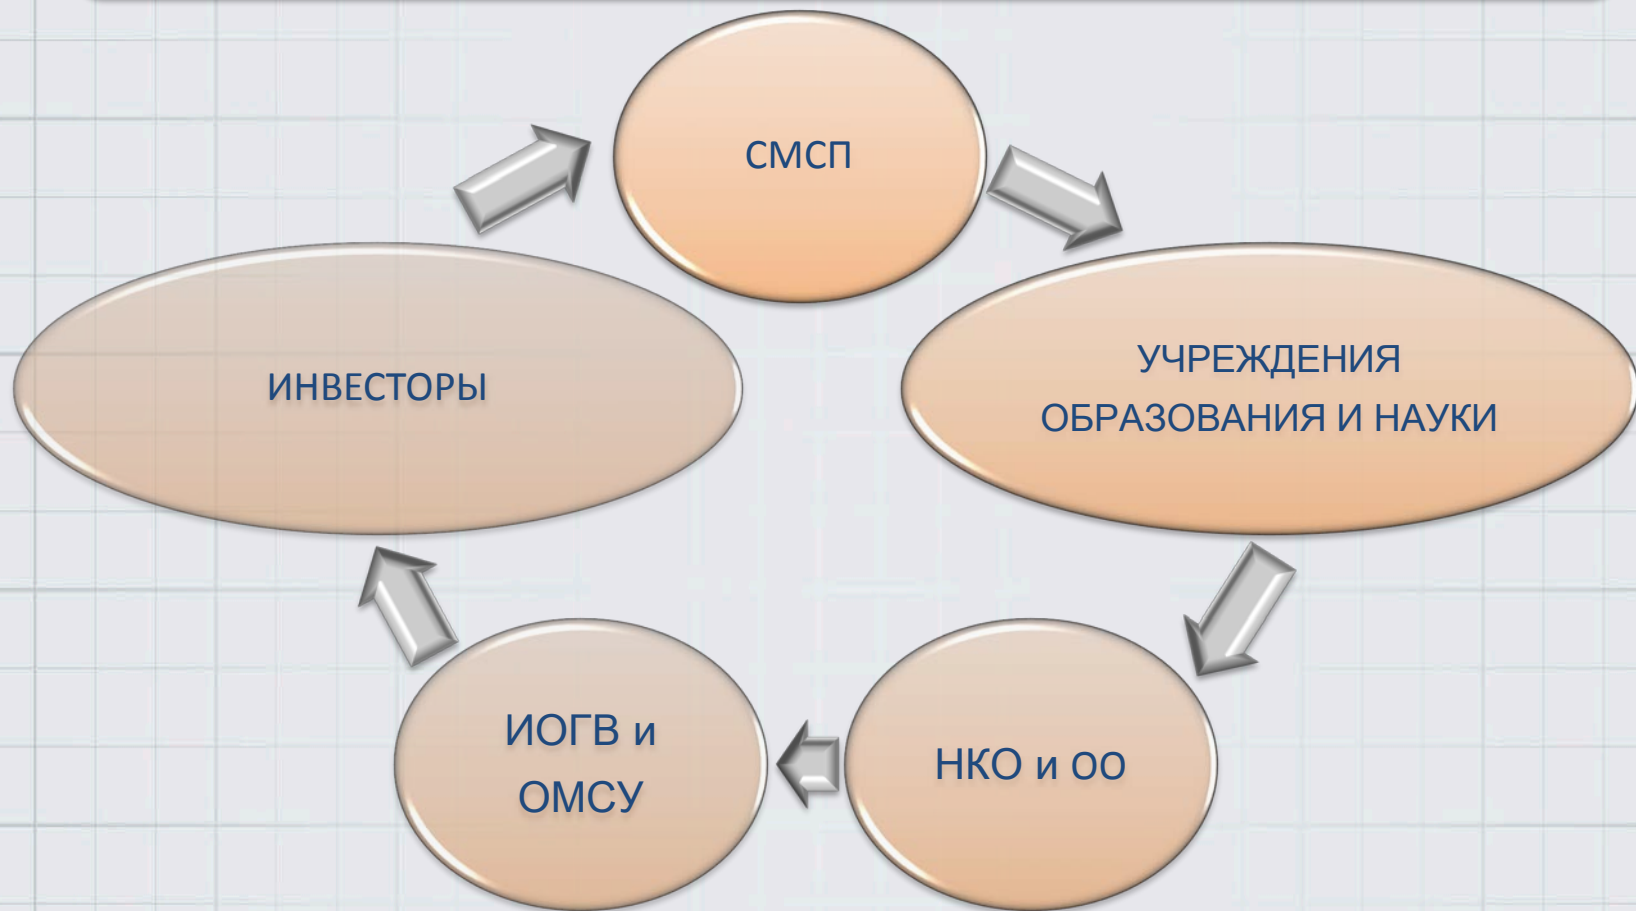 СМСП
УЧРЕЖДЕНИЯ
ОБРАЗОВАНИЯ И НАУКИ
НКО и ОО
ИОГВ и
ОМСУ
ИНВЕСТОРЫ